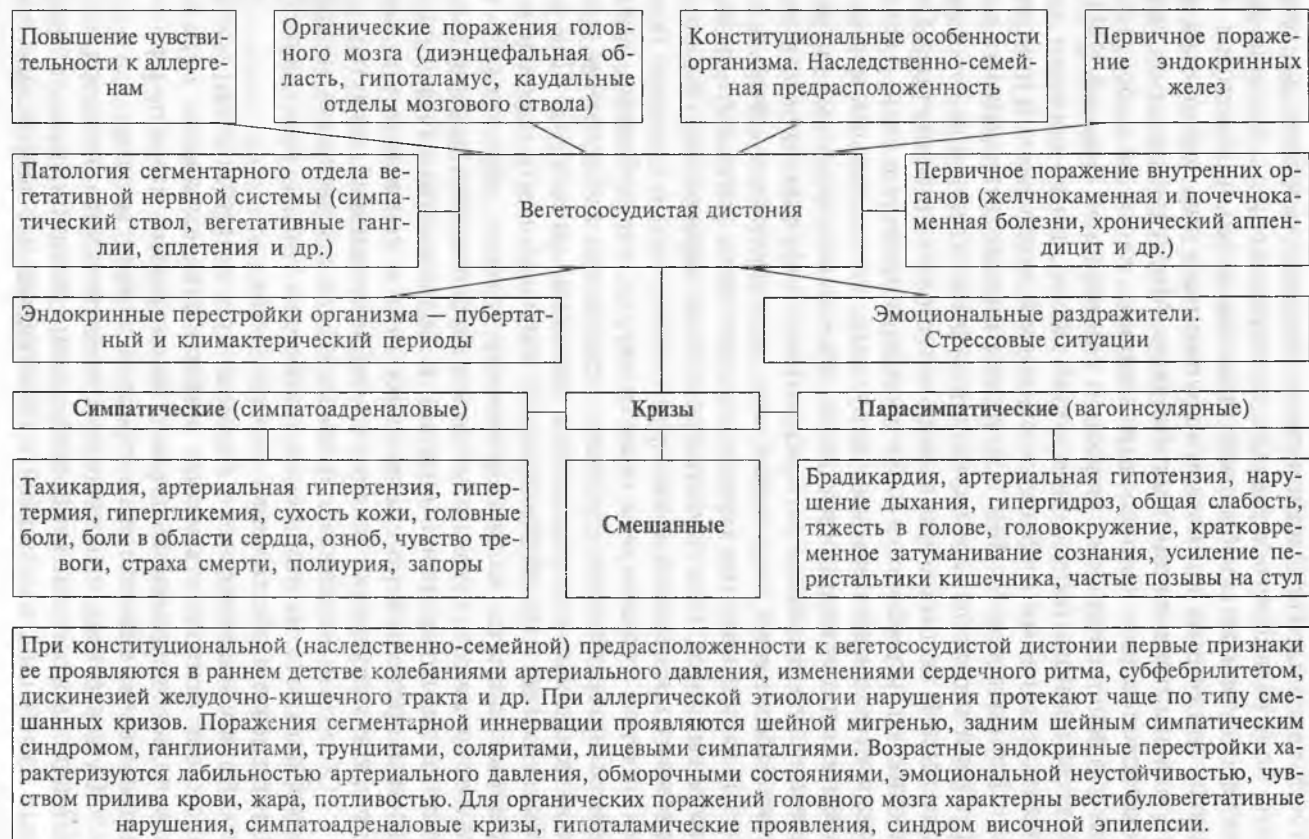 Повышение чувстви-
тельности к аллерге-
нам
Органические поражения голов-
ного мозга (диэнцефальная об-
ласть, гипоталамус, каудальные
отделы мозгового ствола)
Конституциональные особенности
организма. Наследственно-семей-
ная предрасположенность
Первичное пораже-
ние эндокринных
желез
Патология сегментарного отдела ве-
гетативной нервной системы (симпа-
тический ствол, вегетативные ганг-
лии, сплетения и др.)
Вегетососудистая дистония
Первичное поражение внутренних ор-
ганов (желчнокаменная и почечнока-
менная болезни, хронический аппен-
дицит и др.)
Эндокринные перестройки организма — пубертат-
ный и климактерический периоды
Эмоциональные раздражители.
Стрессовые ситуации
Симпатические (симпатоадреналовые)
Кризы
Парасимпатические (вагоинсулярные)
Тахикардия, артериальная гипертензия, гипер-
термия, гипергликемия, сухость кожи, головные
боли, боли в области сердца, озноб, чувство тре-
воги, страха смерти, полиурия, запоры
Смешанные
Брадикардия, артериальная гипотензия, нару-
шение дыхания, гипергидроз, общая слабость,
тяжесть в голове, головокружение, кратковре-
менное затуманивание сознания, усиление пе-
ристальтики кишечника, частые позывы на стул
При конституциональной (наследственно-семейной) предрасположенности к вегетососудистой дистонии первые признаки
ее проявляются в раннем детстве колебаниями артериального давления, изменениями сердечного ритма, субфебрилитетом,
дискинезией желудочно-кишечного тракта и др. При аллергической этиологии нарушения протекают чаще по типу сме-
шанных кризов. Поражения сегментарной иннервации проявляются шейной мигренью, задним шейным симпатическим
синдромом, ганглионитами, трунцитами, соляритами, лицевыми симпаталгиями. Возрастные эндокринные перестройки ха-
рактеризуются лабильностью артериального давления, обморочными состояниями, эмоциональной неустойчивостью, чув-
ством прилива крови, жара, потливостью. Для органических поражений головного мозга характерны вестибуловегетативные
нарушения, симпатоадреналовые кризы, гипоталамические проявления, синдром височной эпилепсии.